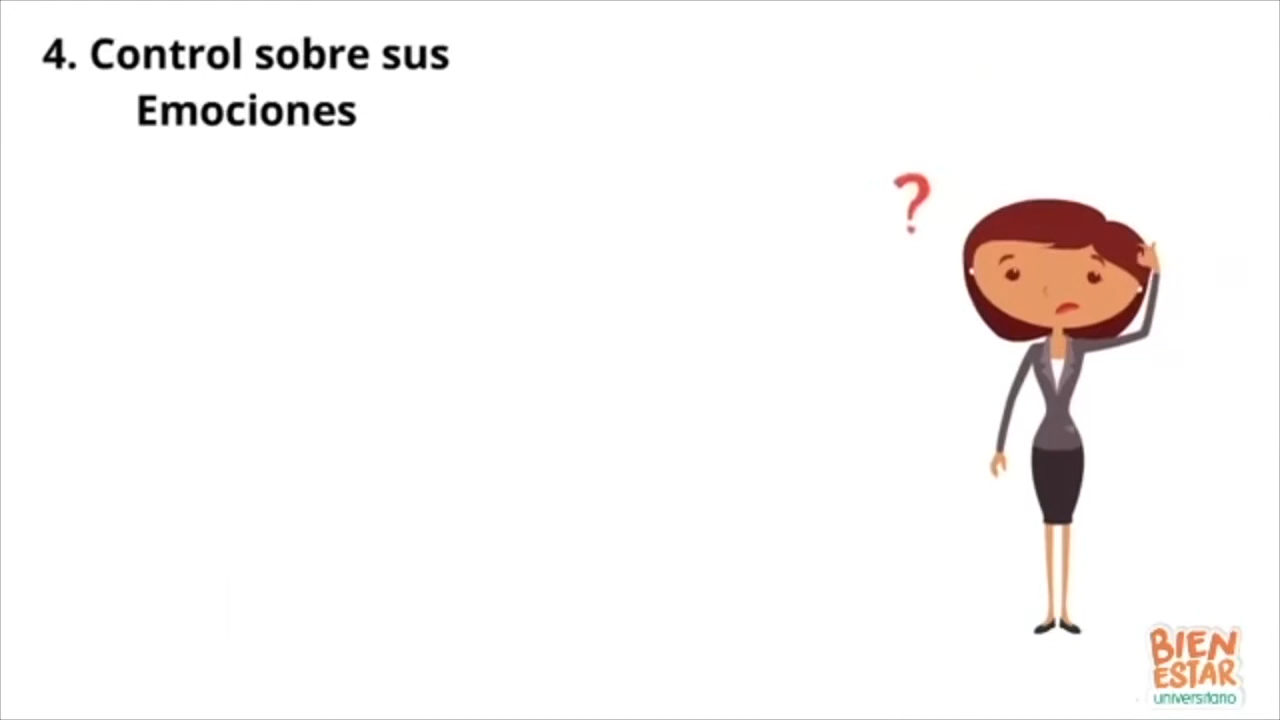 4. Control sobre sus
Emociones
?
BIEN
ESTAR
universitario